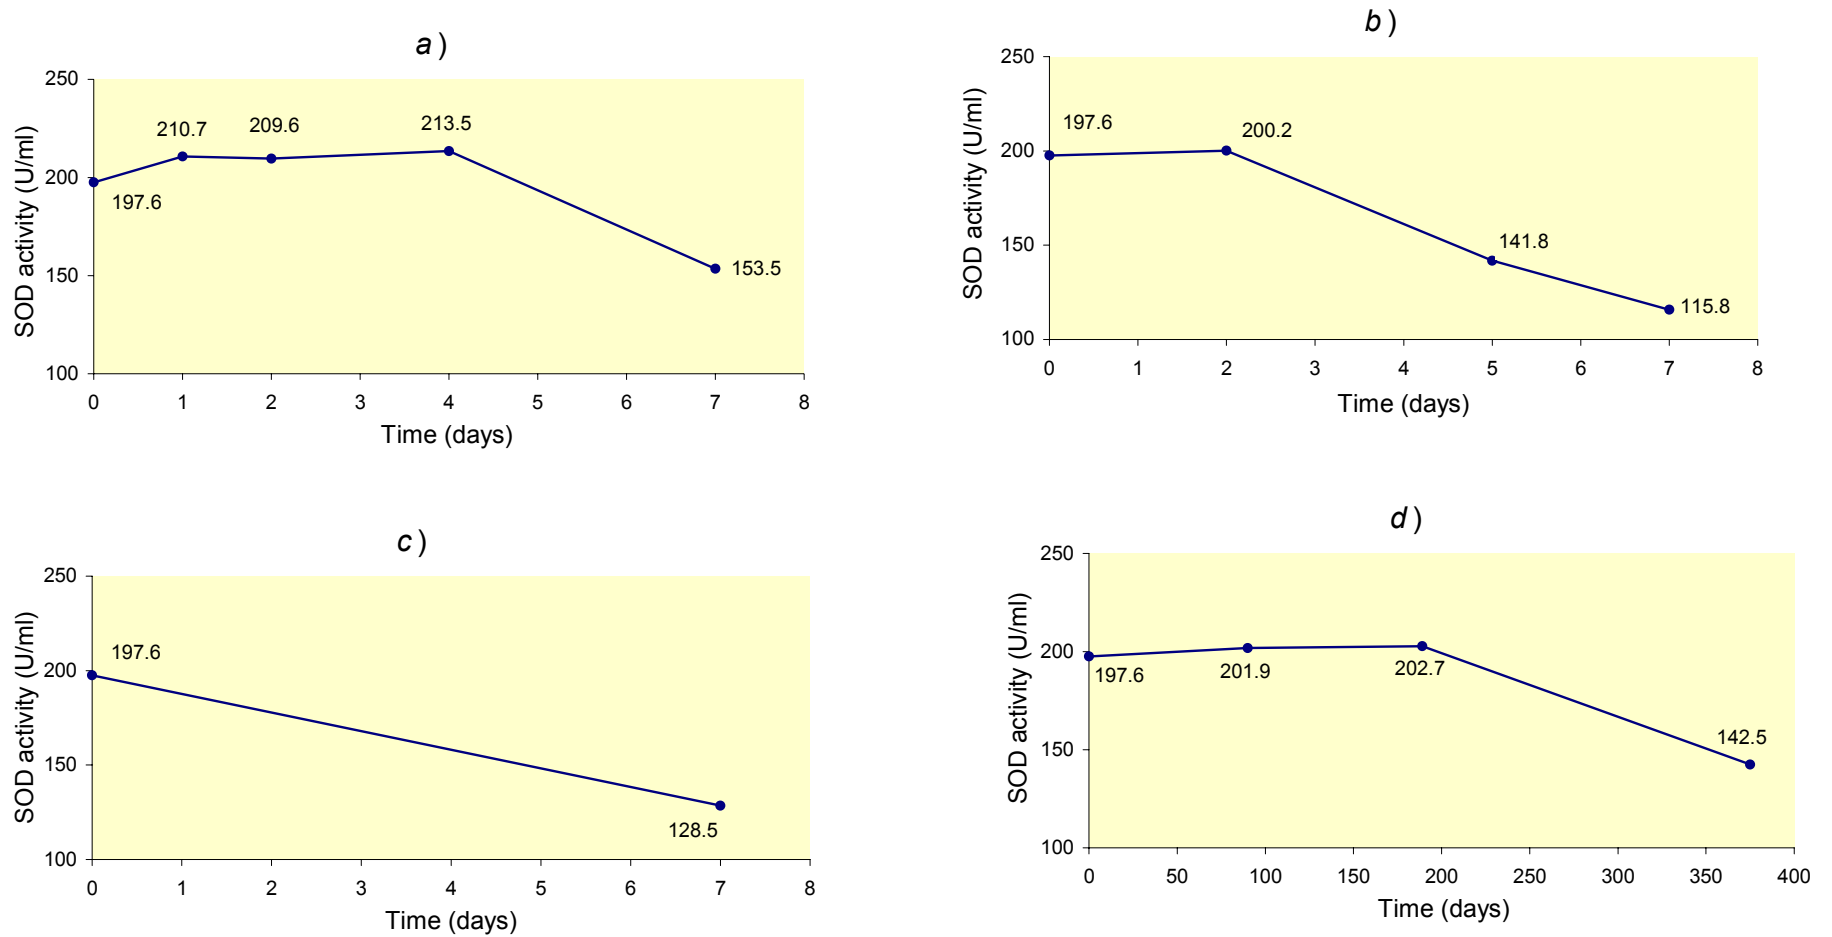 a)
250
200
150
100
SOD activity (U/ml)
197.6
210.7
209.6
213.5
153.5
0 1 2 3 4 5 6 7 8
Time (days)
b)
250
200
150
100
SOD activity (U/ml)
197.6
200.2
141.8
115.8
0 1 2 3 4 5 6 7 8
Time (days)
c)
250
200
150
100
SOD activity (U/ml)
197.6
128.5
0 1 2 3 4 5 6 7 8
Time (days)
d)
250
200
150
100
SOD activity (U/ml)
197.6
201.9
202.7
142.5
0 50 100 150 200 250 300 350 400
Time (days)